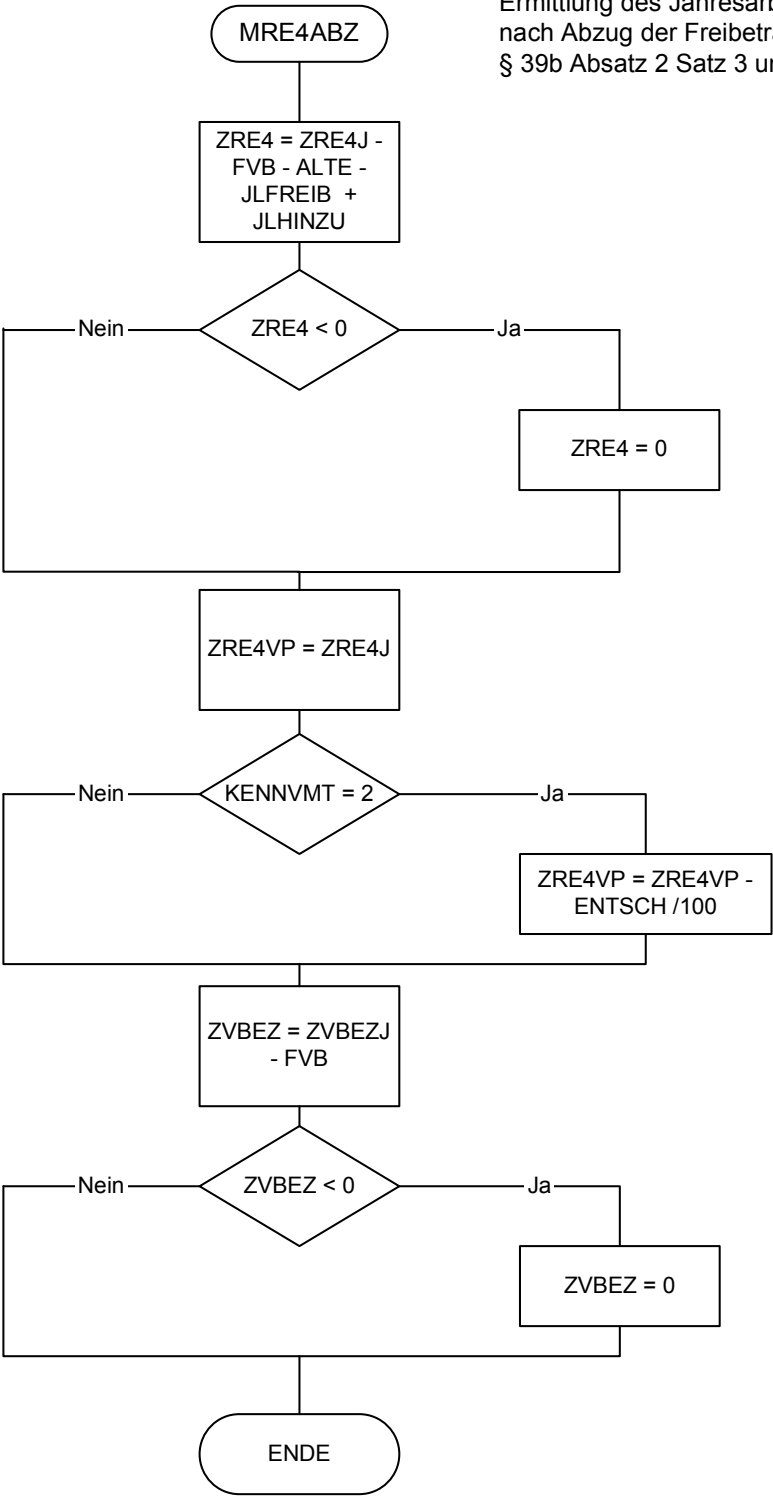 MRE4ABZ
Ermittlung des
nach Abzug der
§ 39b Absatz 2 Satz 3
ZRE4 = ZRE4J -
FVB - ALTE -
JLFREIB +
JLHINZU
Nein
ZRE4 < 0
Ja
ZRE4 = 0
ZRE4VP = ZRE4J
Nein
KENNVMT = 2
Ja
ZRE4VP = ZRE4VP -
ENTSCH /100
ZVBEZ = ZVBEZJ
- FVB
Nein
ZVBEZ < 0
Ja
ZVBEZ = 0
ENDE